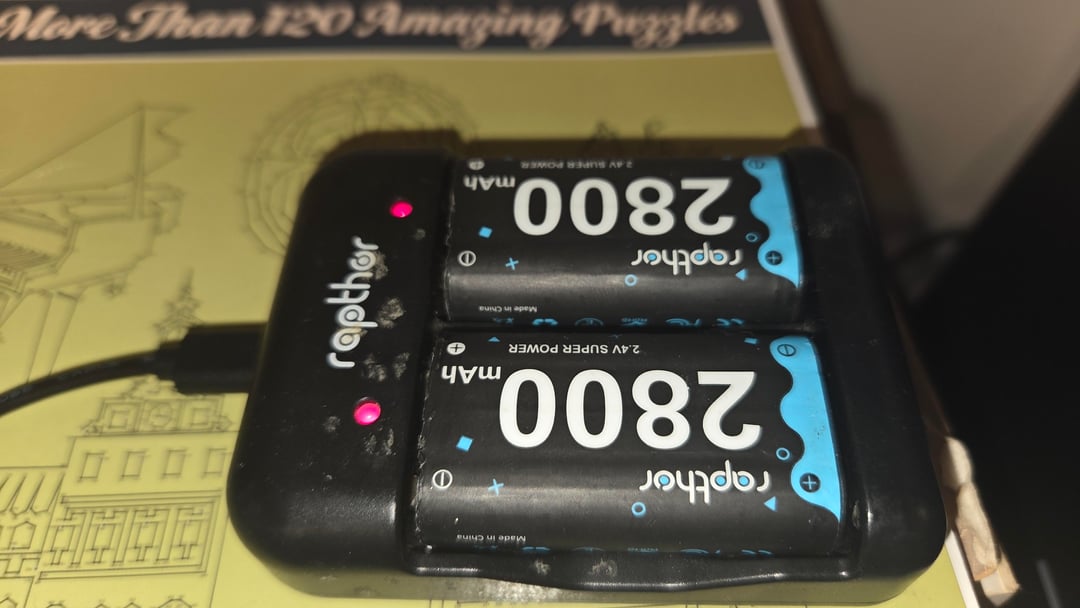 More Than 120 Amazing Puzzles
rapthor
2.4V SUPER POWER
2800
mAh
rapthor
Made in China
2.4V SUPER POWER
2800
mAh
rapthor
Made in China